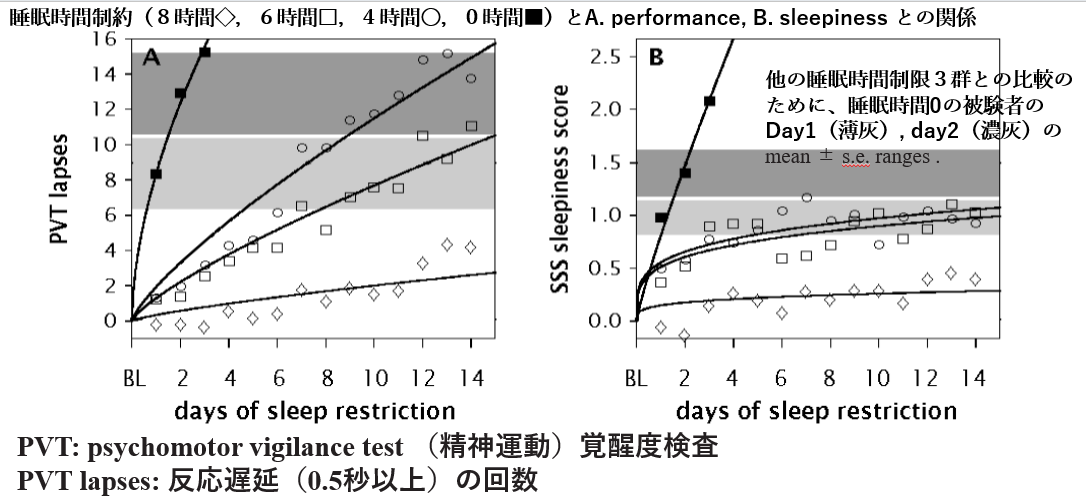 睡眠時間制約（８時間◇, ６時間□, ４時間○, ０時間■）とA. performance, B. sleepiness との関係
A
PVT lapses
16
14
12
10
8
6
4
2
0
BL 2 4 6 8 10 12 14
days of sleep restriction
B
SSS sleepiness score
2.5
2.0
1.5
1.0
0.5
0.0
BL 2 4 6 8 10 12 14
days of sleep restriction
他の睡眠時間制限３群との比較の
ために、睡眠時間0の被験者の
Day1（薄灰）, day2（濃灰）の
mean ± s.e. ranges .
PVT: psychomotor vigilance test （精神運動）覚醒度検査
PVT lapses: 反応遅延（0.5秒以上）の回数